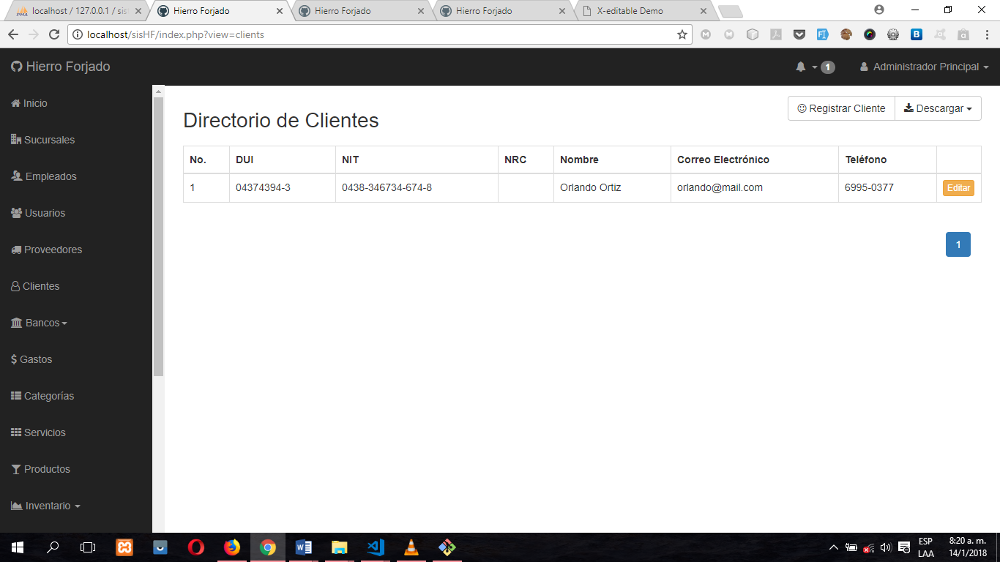 localhost / 127.0.0.1 / sis
Hierro Forjado
Hierro Forjado
Hierro Forjado
X-editable Demo
localhost/sisHF/index.php?view=clients
Hierro Forjado
1
Administrador Principal
Inicio
Sucursales
Empleados
Usuarios
Proveedores
Clientes
Bancos
Gastos
Categorías
Servicios
Productos
Inventario
Directorio de Clientes
Registrar Cliente
Descargar
No. DUI NIT NRC Nombre Correo Electrónico Teléfono
1 04374394-3 0438-346734-674-8 Orlando Ortiz orlando@mail.com 6995-0377 Editar
1
ESP
LAA
8:20 a. m.
14/1/2018